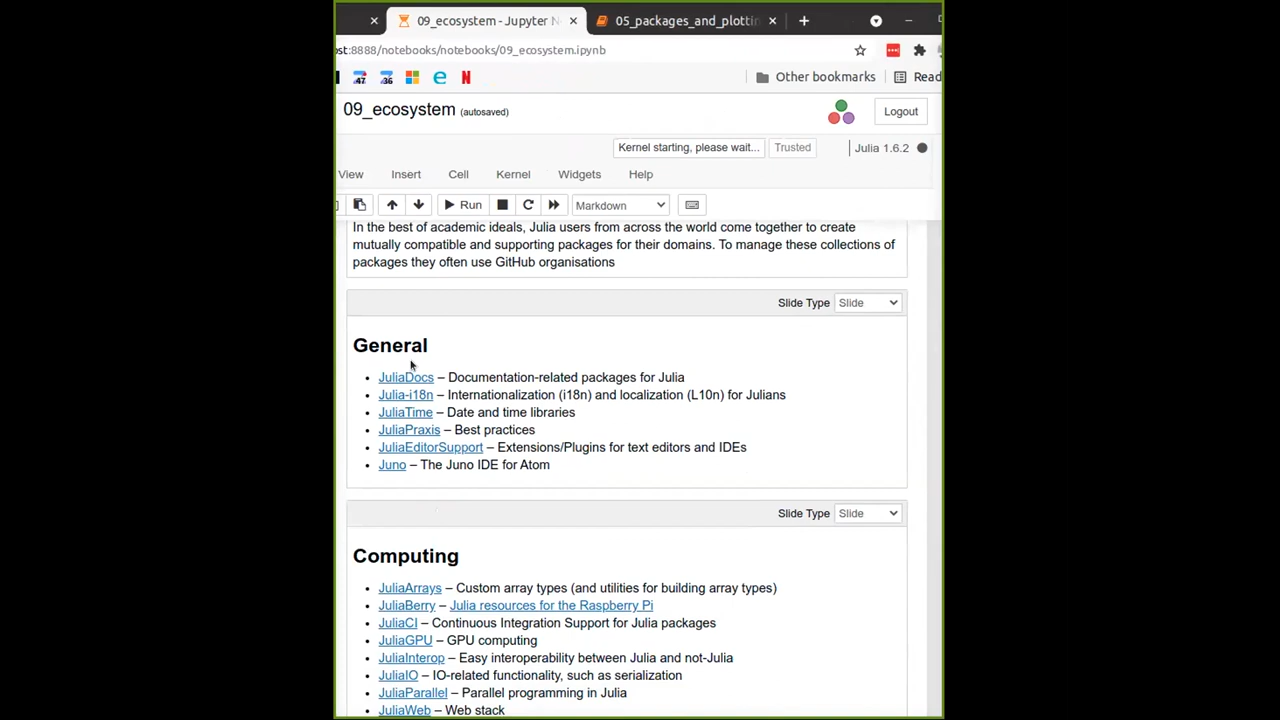 09_ecosystem - Jupyter N
05_packages_and_plottin
st:8888/notebooks/notebooks/09_ecosystem.ipynb
47
36
N
Other bookmarks
Read
09_ecosystem (autosaved)
Logout
Kernel starting, please wait...
Trusted
Julia 1.6.2
View
Insert
Cell
Kernel
Widgets
Help
Run
Markdown
In the best of academic ideals, Julia users from across the world come together to create
mutually compatible and supporting packages for their domains. To manage these collections of
packages they often use GitHub organisations
Slide Type
Slide
General
• JuliaDocs – Documentation-related packages for Julia
• Julia-i18n – Internationalization (i18n) and localization (L10n) for Julians
• JuliaTime – Date and time libraries
• JuliaPraxis – Best practices
• JuliaEditorSupport – Extensions/Plugins for text editors and IDEs
• Juno – The Juno IDE for Atom
Slide Type
Slide
Computing
• JuliaArrays – Custom array types (and utilities for building array types)
• JuliaBerry – Julia resources for the Raspberry Pi
• JuliaCI – Continuous Integration Support for Julia packages
• JuliaGPU – GPU computing
• JuliaInterop – Easy interoperability between Julia and not-Julia
• JuliaIO – IO-related functionality, such as serialization
• JuliaParallel – Parallel programming in Julia
• JuliaWeb – Web stack